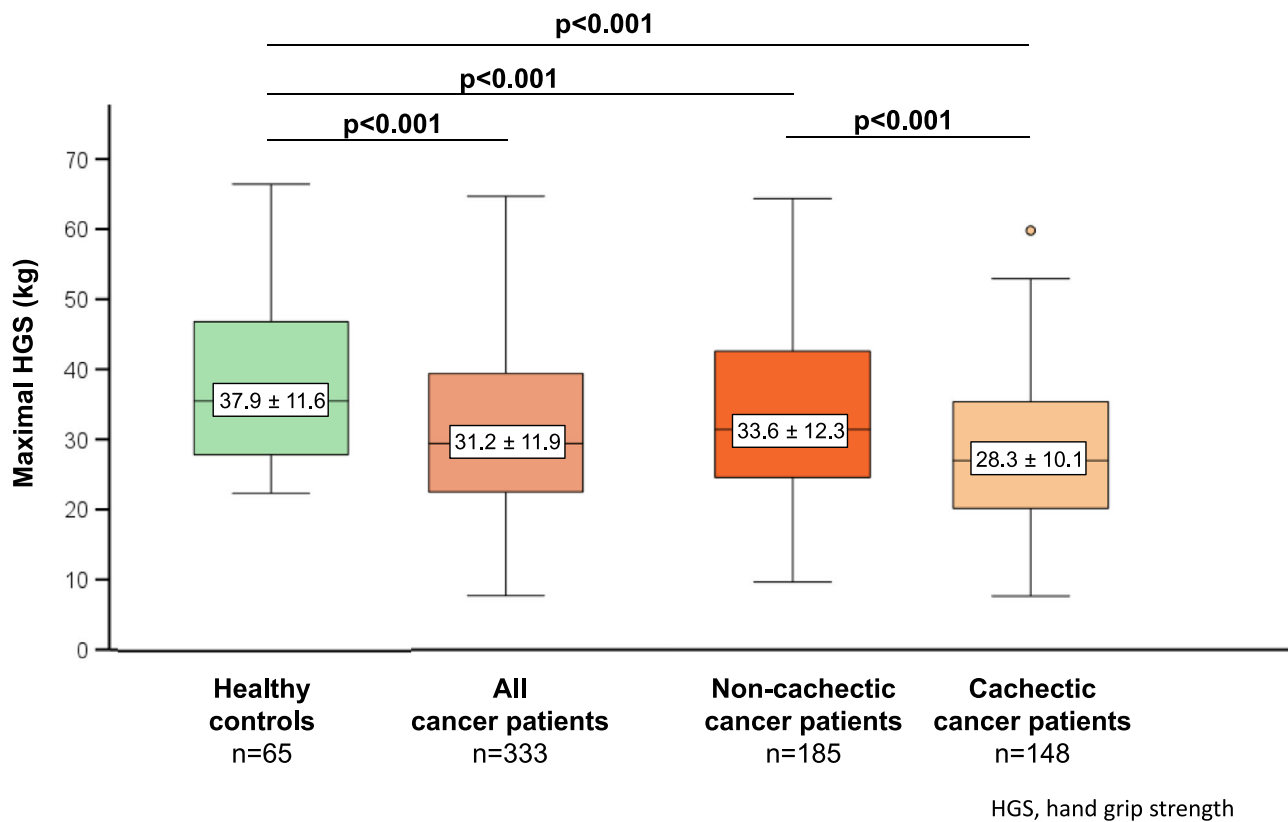 p<0.001
p<0.001
p<0.001
p<0.001
Maximal HGS (kg)
70
60
50
40
30
20
10
0
37.9 ± 11.6
31.2 ± 11.9
33.6 ± 12.3
28.3 ± 10.1
Healthy
controls
n=65
All
cancer patients
n=333
Non-cachectic
cancer patients
n=185
Cachectic
cancer patients
n=148
HGS, hand grip strength